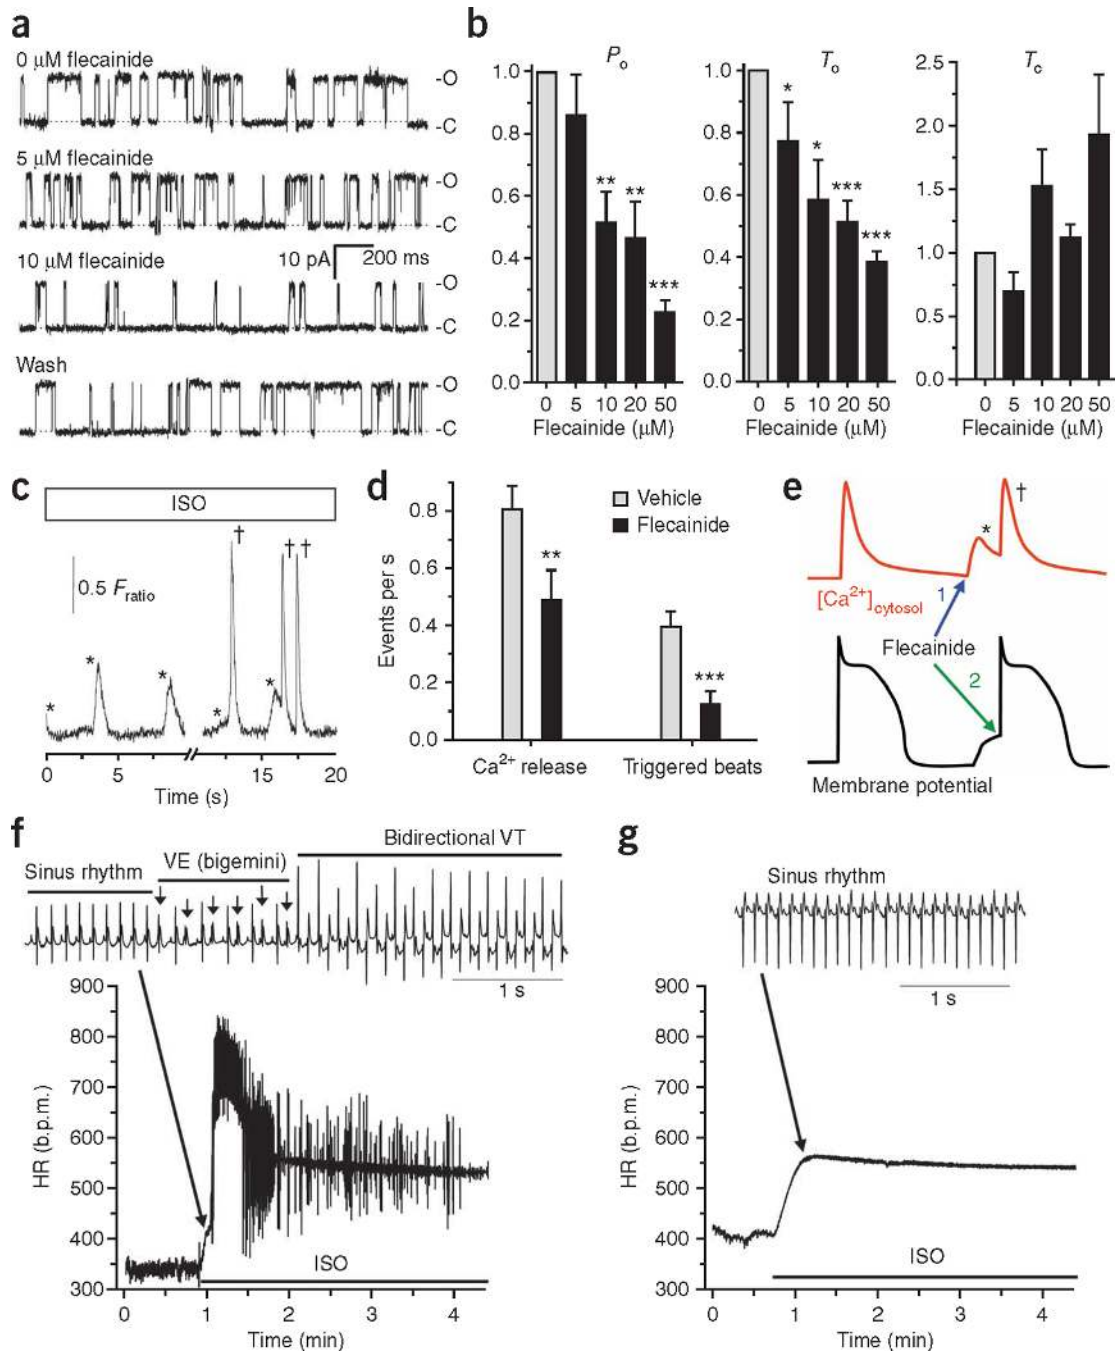 a
0 μM flecainide
-O
-C
5 μM flecainide
-O
-C
10 μM flecainide
10 pA
200 ms
-O
-C
Wash
-O
-C
b
Po
1.0
0.8
0.6
0.4
0.2
0.0
**
**
***
0 5 10 20 50
Flecainide (μM)
To
1.0
0.8
0.6
0.4
0.2
0.0
*
*
***
***
0 5 10 20 50
Flecainide (μM)
Tc
2.5
2.0
1.5
1.0
0.5
0.0
0 5 10 20 50
Flecainide (μM)
c
ISO
0.5 Fratio
* * * * † * † †
0 5 15 20
Time (s)
d
Events per s
0.8
0.6
0.4
0.2
0.0
Vehicle
Flecainide
**
***
Ca2+ release
Triggered beats
e
*
†
[Ca2+]cytosol
1
Flecainide
2
Membrane potential
f
Sinus rhythm
VE (bigemini)
Bidirectional VT
1 s
HR (b.p.m.)
900
800
700
600
500
400
300
ISO
0 1 2 3 4
Time (min)
g
Sinus rhythm
1 s
HR (b.p.m.)
900
800
700
600
500
400
300
ISO
0 1 2 3 4
Time (min)